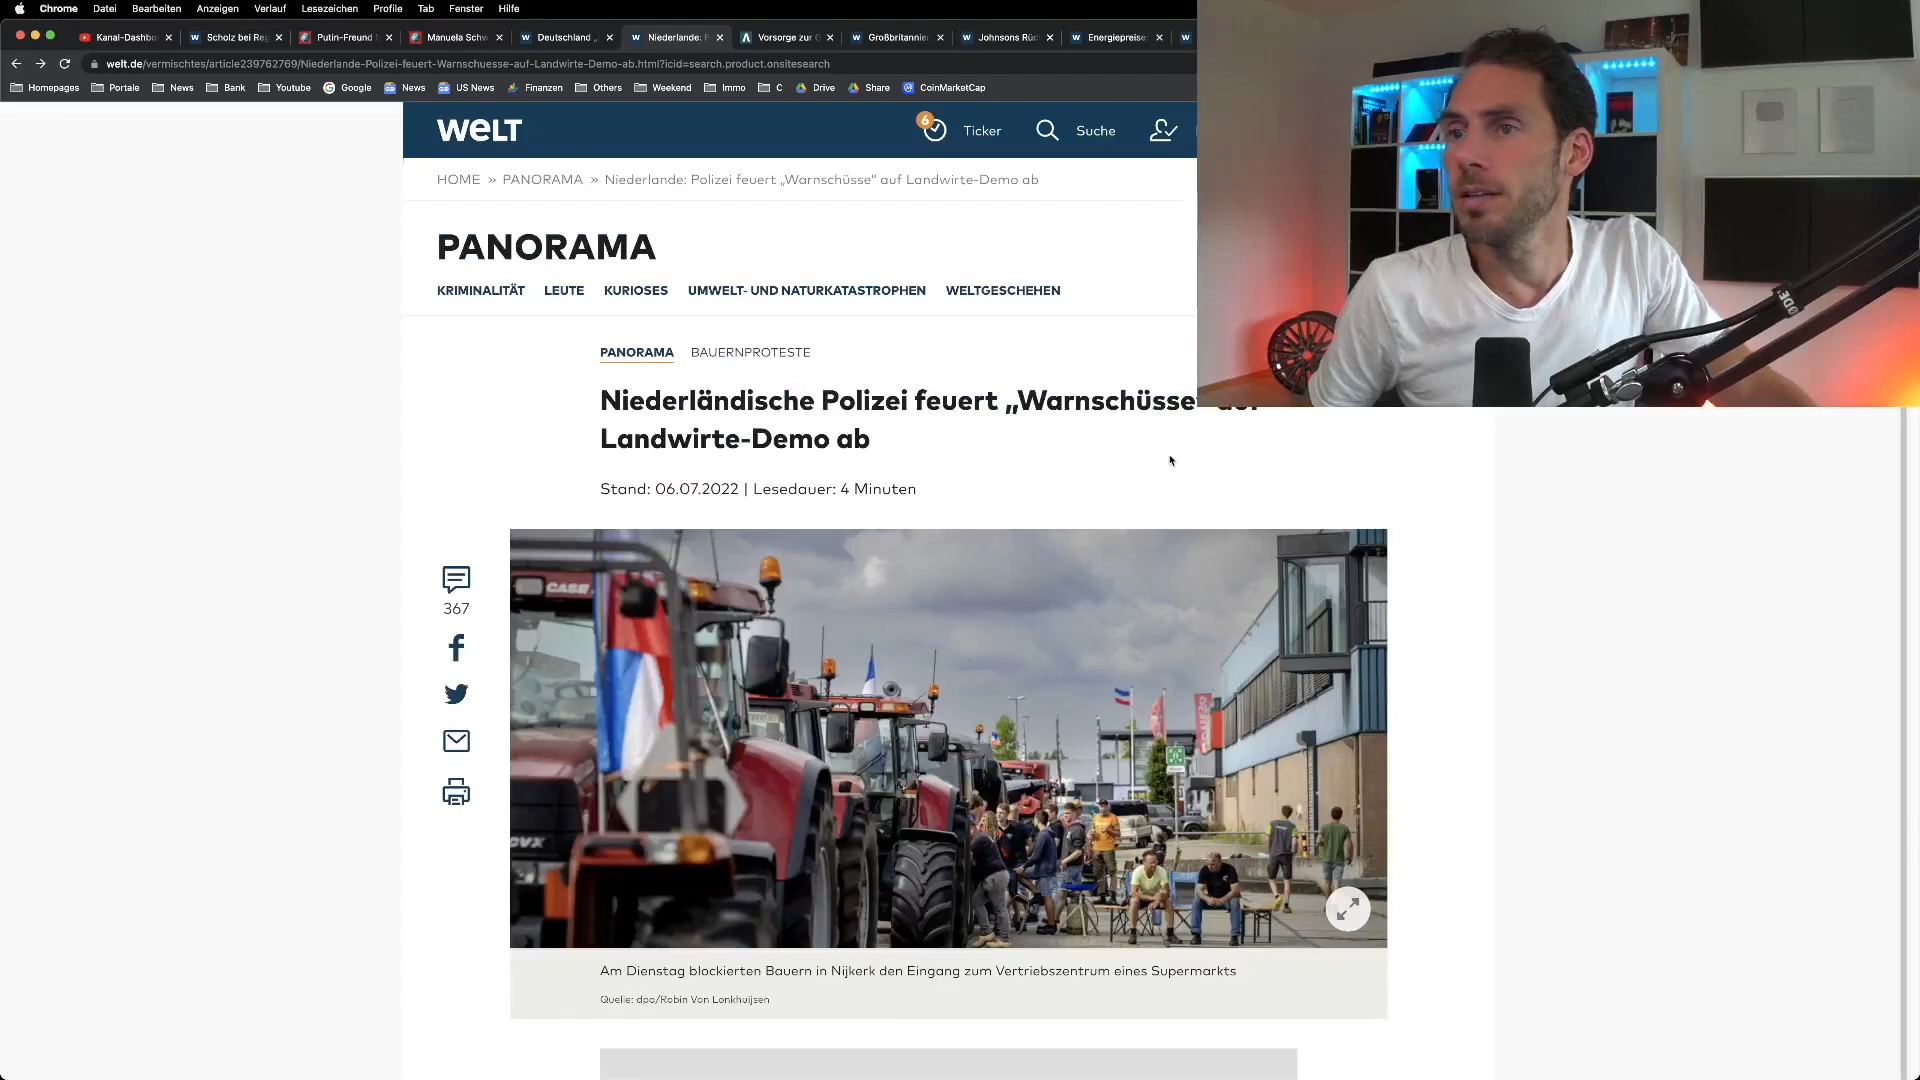 Chrome Datei Bearbeiten Anzeigen Verlauf Lesezeichen Profile Tab Fenster Hilfe
Kanal-Dashbo Scholz bei Reg Putin-Freund S Manuela Schw Deutschland „ Niederlande: P Vorsorge zur G Großbritannien Johnsons Rüc Energiepreise
welt.de/vermischtes/article239762769/Niederlande-Polizei-feuert-Warnschuesse-auf-Landwirte-Demo-ab.html?icid=search.product.onsitesearch
Homepages Portale News Bank Youtube Google News US News Finanzen Others Weekend Immo C Drive Share CoinMarketCap
WELT
6
Ticker Suche
HOME » PANORAMA » Niederlande: Polizei feuert „Warnschüsse“ auf Landwirte-Demo ab
PANORAMA
KRIMINALITÄT LEUTE KURIOSES UMWELT- UND NATURKATASTROPHEN WELTGESCHEHEN
PANORAMA BAUERNPROTESTE
Niederländische Polizei feuert „Warnschüsse“ auf
Landwirte-Demo ab
Stand: 06.07.2022 | Lesedauer: 4 Minuten
367
CASE
CVX
Am Dienstag blockierten Bauern in Nijkerk den Eingang zum Vertriebszentrum eines Supermarkts
Quelle: dpa/Robin Van Lonkhuijsen